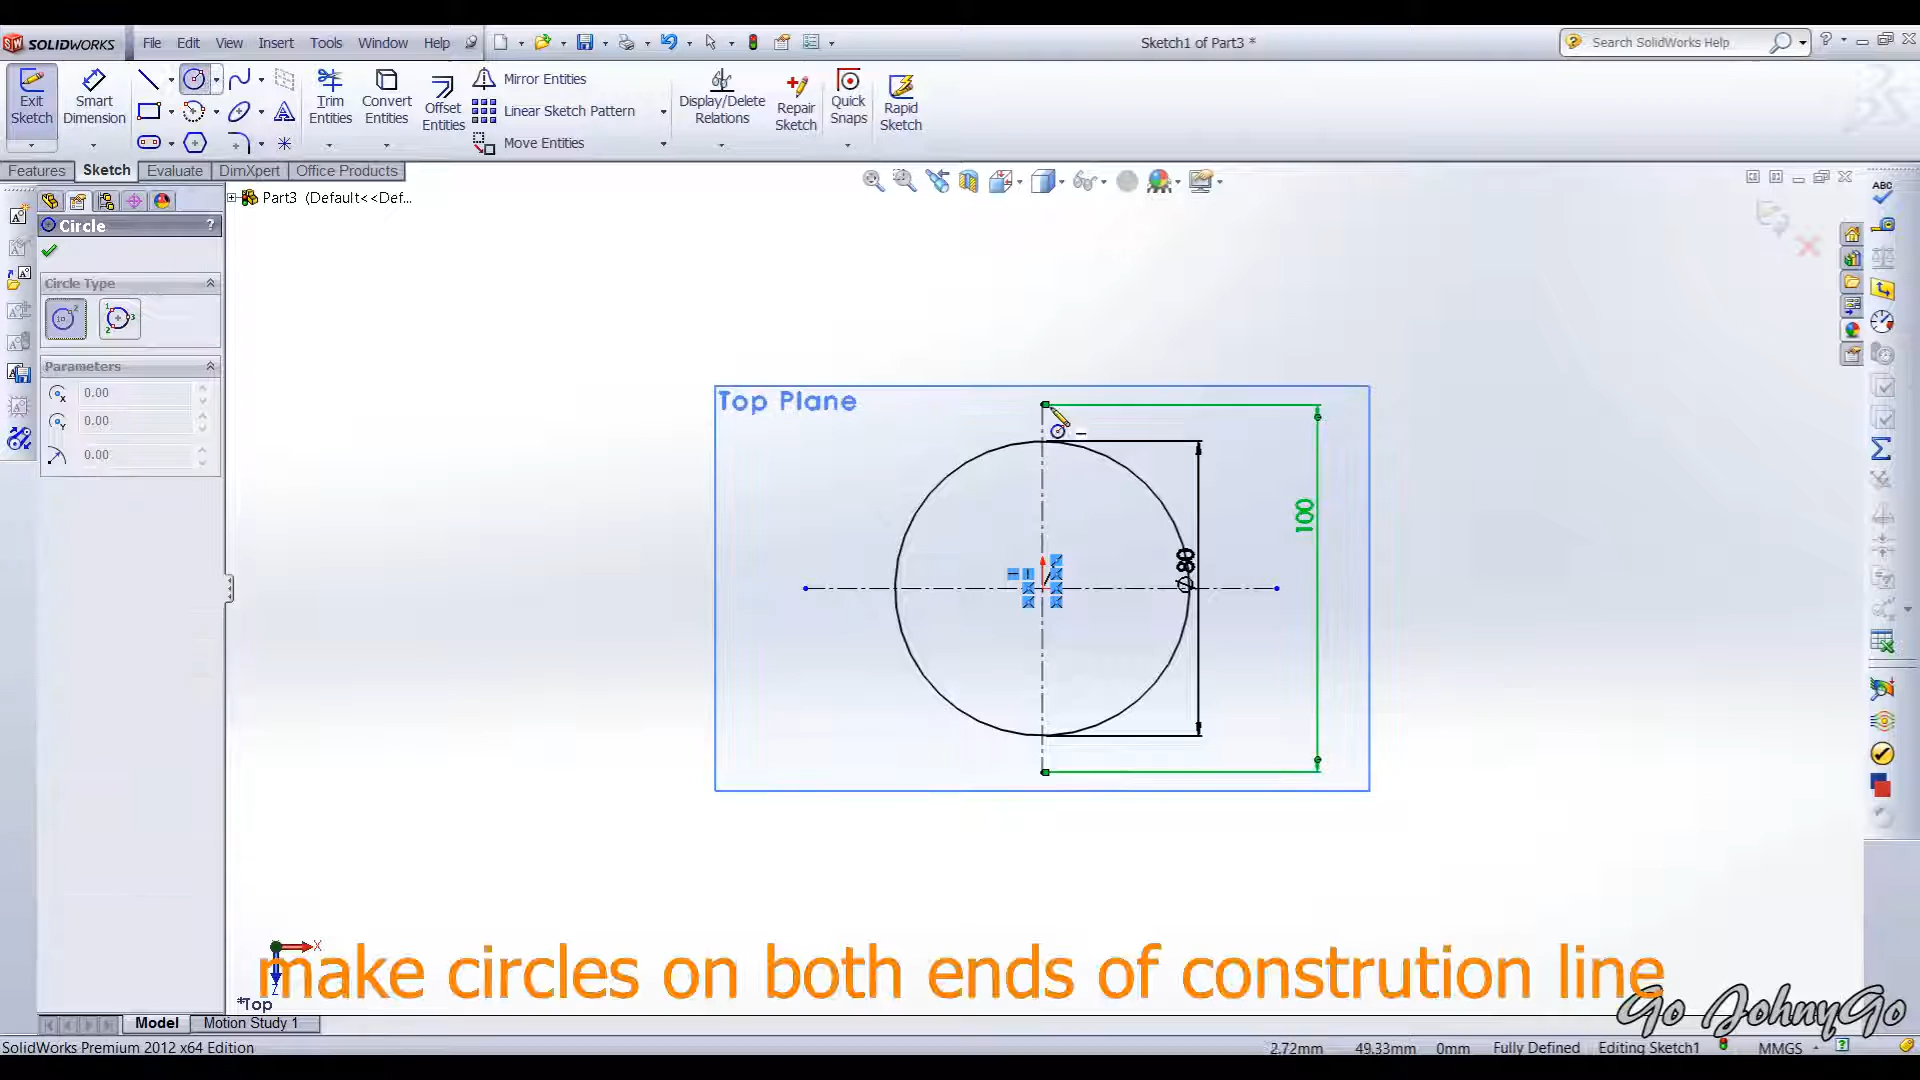 SOLIDWORKS File Edit View Insert Tools Window Help Sketch1 of Part3 * Search SolidWorks Help
Exit Sketch
Smart Dimension
Trim Entities
Convert Entities
Offset Entities
Mirror Entities
Linear Sketch Pattern
Move Entities
Display/Delete Relations
Repair Sketch
Quick Snaps
Rapid Sketch
Features Sketch Evaluate DimXpert Office Products
Part3 (Default<<Def...
Circle ?
Circle Type
Parameters
0.00
0.00
0.00
Top Plane
100
Ø80
ABC
X
Z
*Top
make circles on both ends of constrution line
Go JohnyGo
Model Motion Study 1
SolidWorks Premium 2012 x64 Edition 2.72mm 49.33mm 0mm Fully Defined Editing Sketch1 MMGS